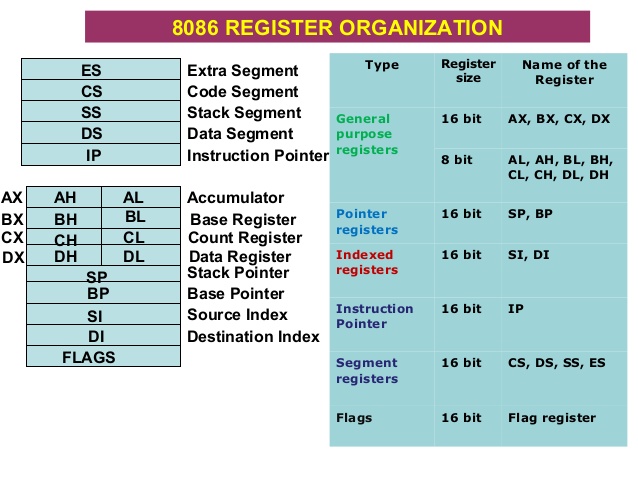 8086 REGISTER ORGANIZATION
ES Extra Segment
CS Code Segment
SS Stack Segment
DS Data Segment
IP Instruction Pointer
AX AH AL Accumulator
BX BH BL Base Register
CX CH CL Count Register
DX DH DL Data Register
SP Stack Pointer
BP Base Pointer
SI Source Index
DI Destination Index
FLAGS
Type Register size Name of the Register
General purpose registers 16 bit AX, BX, CX, DX
8 bit AL, AH, BL, BH, CL, CH, DL, DH
Pointer registers 16 bit SP, BP
Indexed registers 16 bit SI, DI
Instruction Pointer 16 bit IP
Segment registers 16 bit CS, DS, SS, ES
Flags 16 bit Flag register